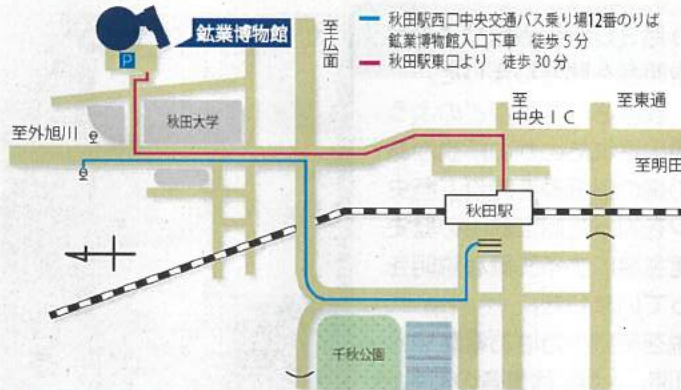 鉱業博物館
P
至広面
秋田駅西口中央交通バス乗り場12番のりば
鉱業博物館入口下車 徒歩5分
秋田駅東口より 徒歩30分
至外旭川
秋田大学
至
中央IC
至東通
至明田
秋田駅
千秋公園